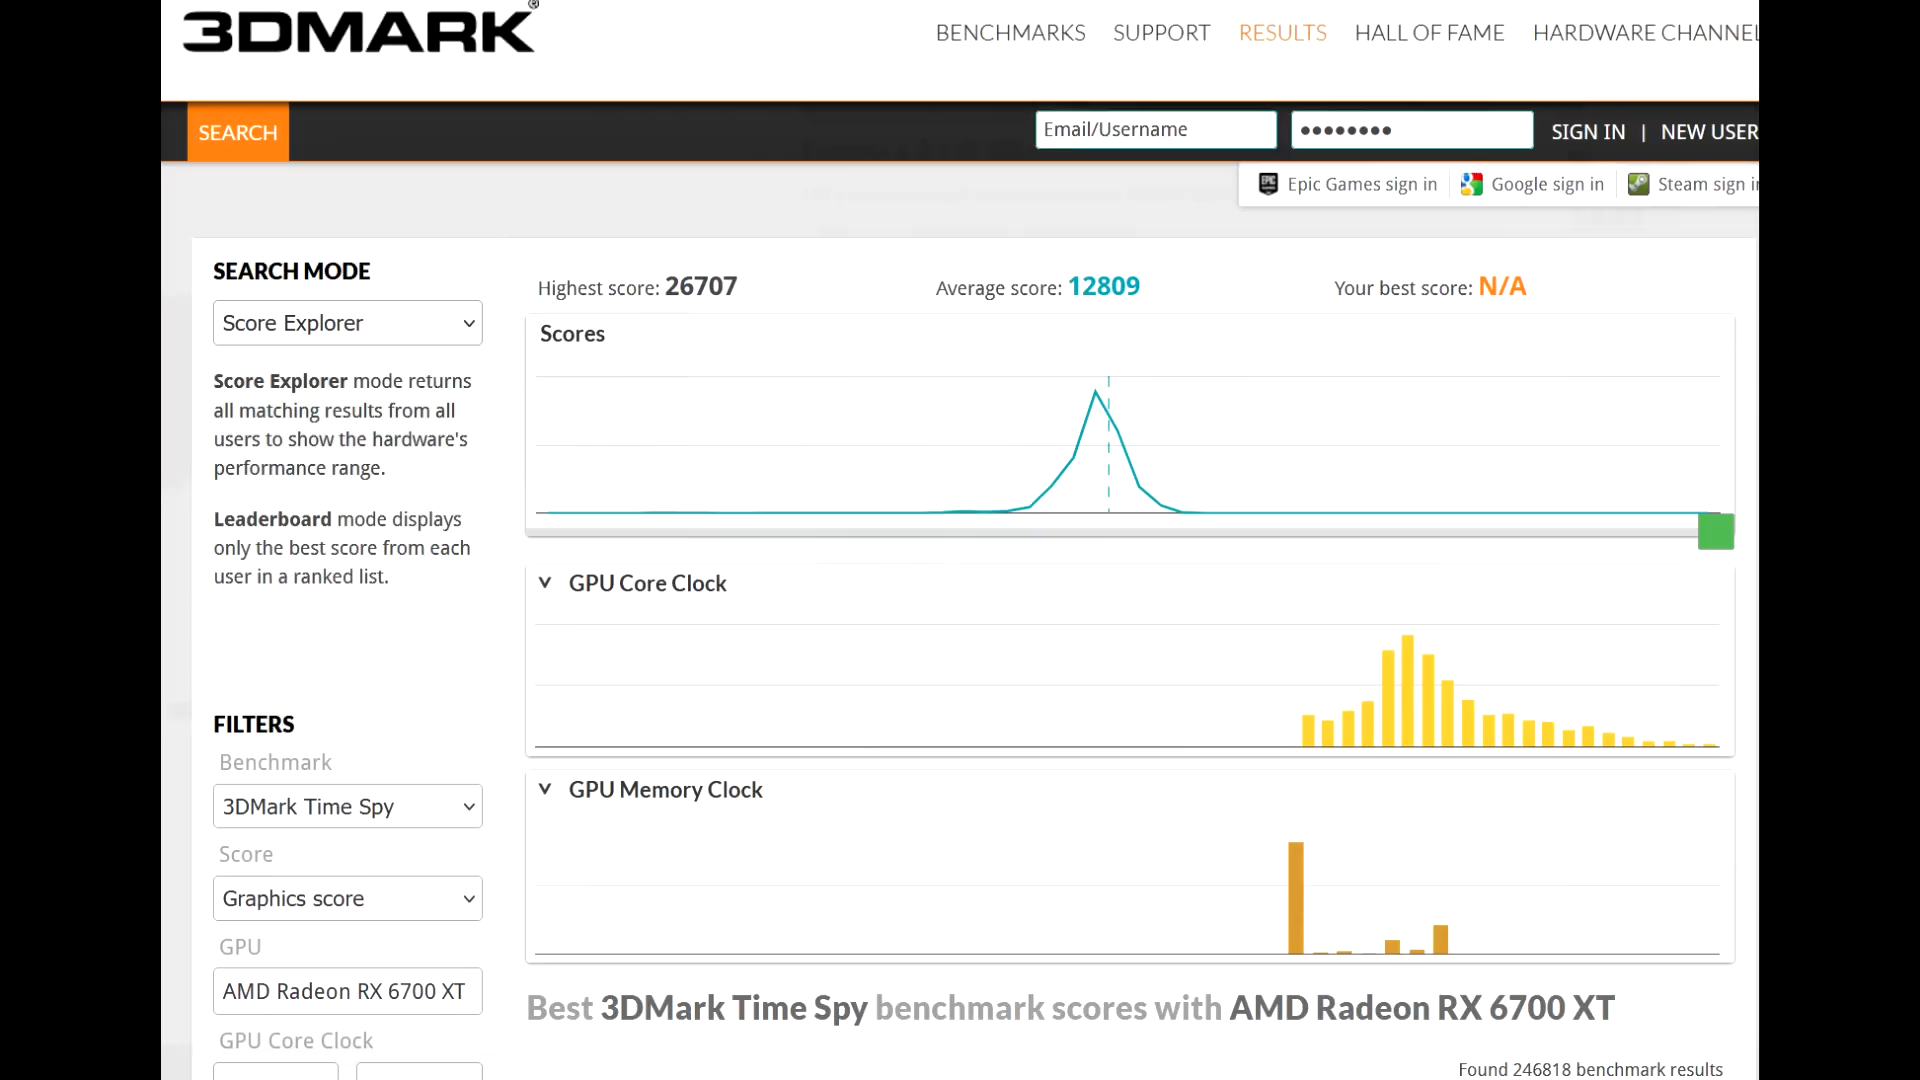 3DMARK®
BENCHMARKS SUPPORT RESULTS HALL OF FAME HARDWARE CHANNEL
SEARCH
Email/Username
••••••••
SIGN IN | NEW USER
Epic Games sign in
Google sign in
Steam sign in
SEARCH MODE
Score Explorer
Score Explorer mode returns
all matching results from all
users to show the hardware's
performance range.
Leaderboard mode displays
only the best score from each
user in a ranked list.
FILTERS
Benchmark
3DMark Time Spy
Score
Graphics score
GPU
AMD Radeon RX 6700 XT
GPU Core Clock
Highest score: 26707
Average score: 12809
Your best score: N/A
Scores
GPU Core Clock
GPU Memory Clock
Best 3DMark Time Spy benchmark scores with AMD Radeon RX 6700 XT
Found 246818 benchmark results